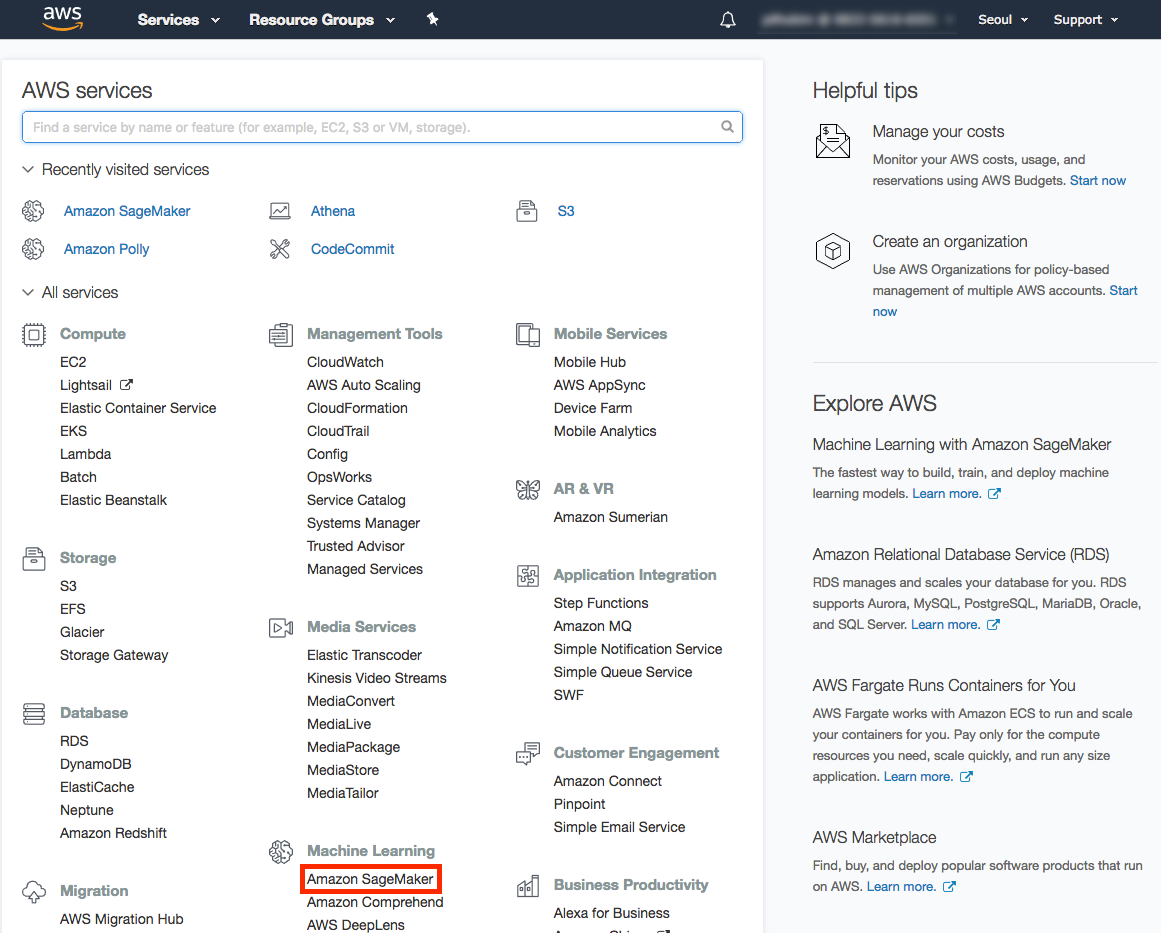 aws
Services
Resource Groups
Seoul
Support
AWS services
Find a service by name or feature (for example, EC2, S3 or VM, storage).
Recently visited services
Amazon SageMaker
Athena
S3
Amazon Polly
CodeCommit
All services
Compute
EC2
Lightsail
Elastic Container Service
EKS
Lambda
Batch
Elastic Beanstalk
Storage
S3
EFS
Glacier
Storage Gateway
Database
RDS
DynamoDB
ElastiCache
Neptune
Amazon Redshift
Migration
AWS Migration Hub
Management Tools
CloudWatch
AWS Auto Scaling
CloudFormation
CloudTrail
Config
OpsWorks
Service Catalog
Systems Manager
Trusted Advisor
Managed Services
Media Services
Elastic Transcoder
Kinesis Video Streams
MediaConvert
MediaLive
MediaPackage
MediaStore
MediaTailor
Machine Learning
Amazon SageMaker
Amazon Comprehend
AWS DeepLens
Mobile Services
Mobile Hub
AWS AppSync
Device Farm
Mobile Analytics
AR & VR
Amazon Sumerian
Application Integration
Step Functions
Amazon MQ
Simple Notification Service
Simple Queue Service
SWF
Customer Engagement
Amazon Connect
Pinpoint
Simple Email Service
Business Productivity
Alexa for Business
Helpful tips
Manage your costs
Monitor your AWS costs, usage, and
reservations using AWS Budgets. Start now
Create an organization
Use AWS Organizations for policy-based
management of multiple AWS accounts. Start
now
Explore AWS
Machine Learning with Amazon SageMaker
The fastest way to build, train, and deploy machine
learning models. Learn more.
Amazon Relational Database Service (RDS)
RDS manages and scales your database for you. RDS
supports Aurora, MySQL, PostgreSQL, MariaDB, Oracle,
and SQL Server. Learn more.
AWS Fargate Runs Containers for You
AWS Fargate works with Amazon ECS to run and scale
your containers for you. Pay only for the compute
resources you need, scale quickly, and run any size
application. Learn more.
AWS Marketplace
Find, buy, and deploy popular software products that run
on AWS. Learn more.